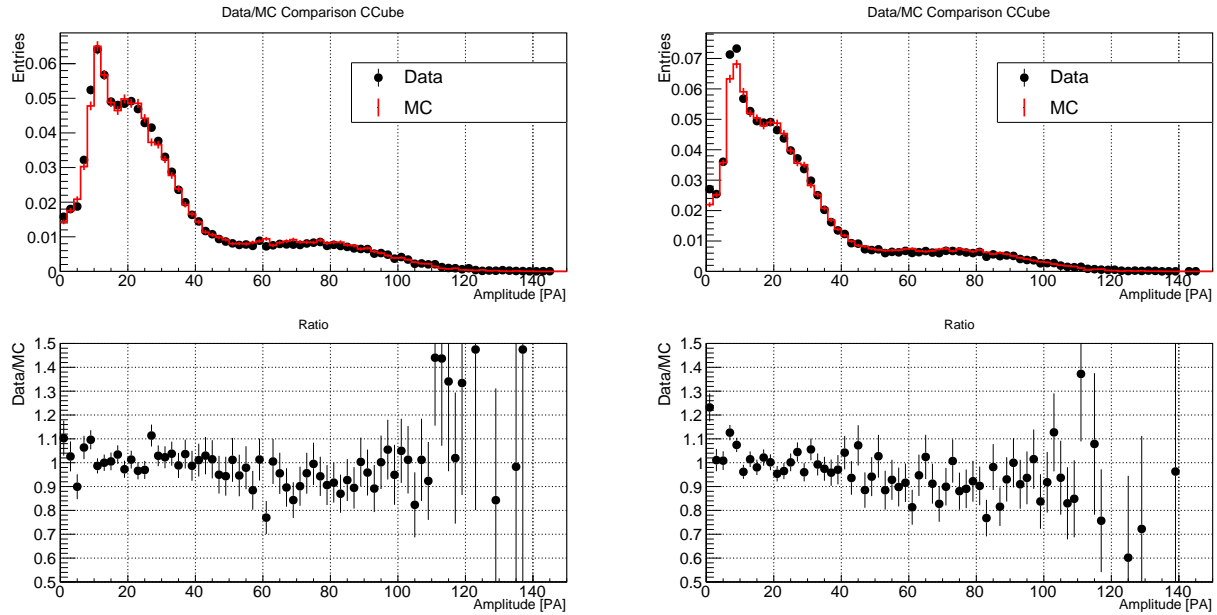 Data/MC Comparison CCube
Entries
0.06
0.05
0.04
0.03
0.02
0.01
0
Data
MC
0 20 40 60 80 100 120 140
Amplitude [PA]
Data/MC Comparison CCube
Entries
0.07
0.06
0.05
0.04
0.03
0.02
0.01
0
Data
MC
0 20 40 60 80 100 120 140
Amplitude [PA]
Ratio
Data/MC
1.5
1.4
1.3
1.2
1.1
1
0.9
0.8
0.7
0.6
0.5
0 20 40 60 80 100 120 140
Amplitude [PA]
Ratio
Data/MC
1.5
1.4
1.3
1.2
1.1
1
0.9
0.8
0.7
0.6
0.5
0 20 40 60 80 100 120 140
Amplitude [PA]